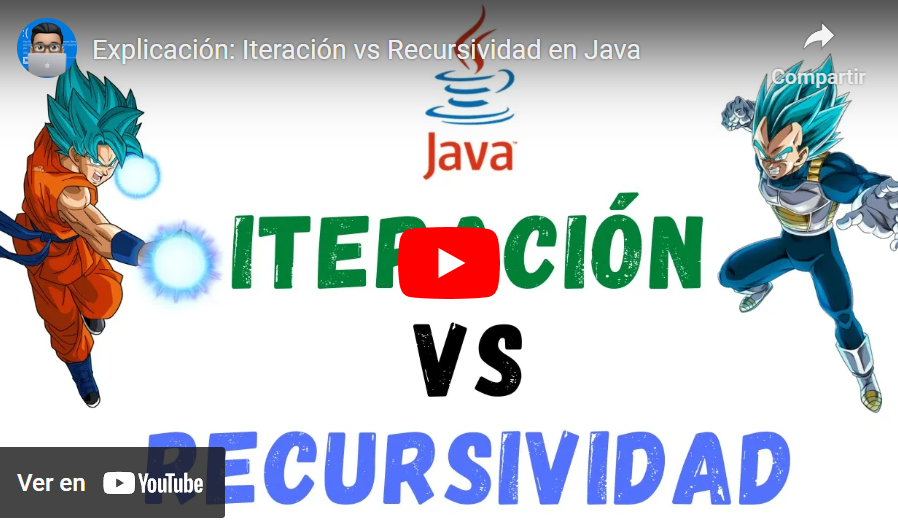 Explicación: Iteración vs Recursividad en Java
Compartir
Java
ITERACIÓN
VS
RECURSIVIDAD
Ver en YouTube